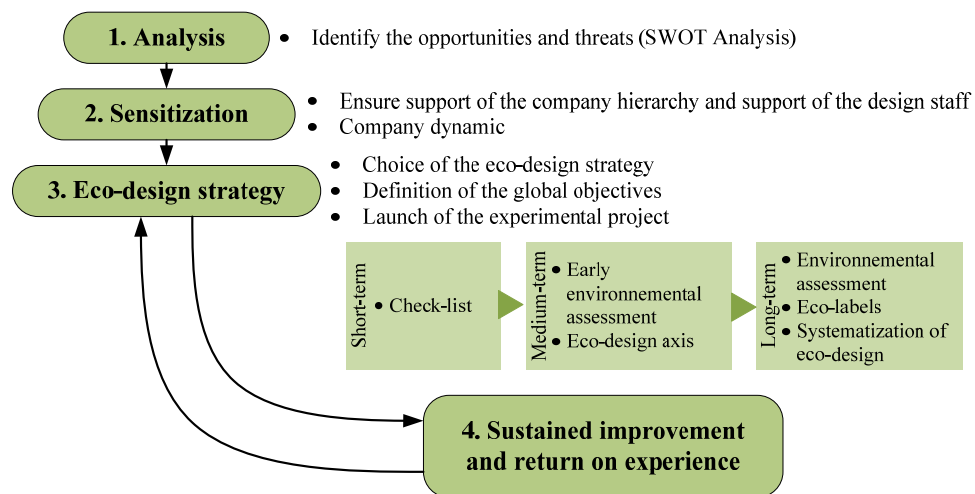 1. Analysis
• Identify the opportunities and threats (SWOT Analysis)
2. Sensitization
• Ensure support of the company hierarchy and support of the design staff
• Company dynamic
3. Eco-design strategy
• Choice of the eco-design strategy
• Definition of the global objectives
• Launch of the experimental project
Short-term
• Check-list
Medium-term
• Early
environnemental
assessment
• Eco-design axis
Long-term
• Environnemental
assessment
• Eco-labels
• Systematization of
eco-design
4. Sustained improvement
and return on experience